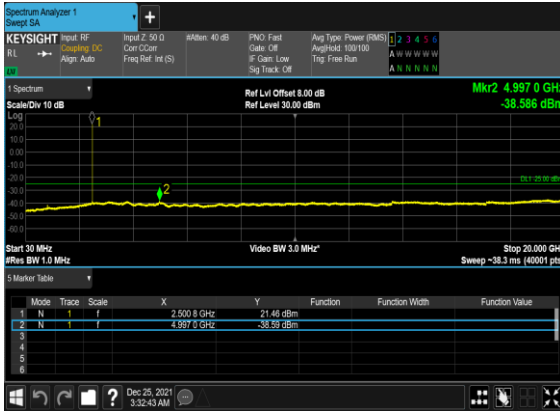 Spectrum Analyzer 1
Swept SA
+
KEYSIGHT Input: RF Input Z: 50 Ω #Atten: 40 dB PNO: Fast Avg Type: Power (RMS) 1 2 3 4 5 6
RL Coupling: DC Corr CCorr Gate: Off Avg|Hold: 100/100 A W W W W W
Align: Auto Freq Ref: Int (S) IF Gain: Low Trig: Free Run
Sig Track: Off A N N N N N
1 Spectrum Ref Lvl Offset 8.00 dB Mkr2 4.997 0 GHz
Scale/Div 10 dB Ref Level 30.00 dBm -38.586 dBm
Log
1
20.0
10.0
0.00
-10.0
-20.0
DL1 -25.00 dBm
-30.0
2
-40.0
-50.0
-60.0
Start 30 MHz Video BW 3.0 MHz* Stop 20.000 GHz
#Res BW 1.0 MHz Sweep ~38.3 ms (40001 pts)
5 Marker Table
Mode Trace Scale X Y Function Function Width Function Value
1 N 1 f 2.500 8 GHz 21.46 dBm
2 N 1 f 4.997 0 GHz -38.59 dBm
3
4
5
6
? Dec 25, 2021
3:32:43 AM